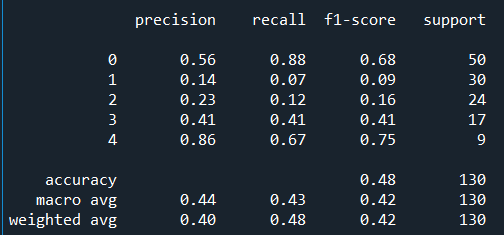 precision recall f1-score support
0 0.56 0.88 0.68 50
1 0.14 0.07 0.09 30
2 0.23 0.12 0.16 24
3 0.41 0.41 0.41 17
4 0.86 0.67 0.75 9
accuracy 0.48 130
macro avg 0.44 0.43 0.42 130
weighted avg 0.40 0.48 0.42 130